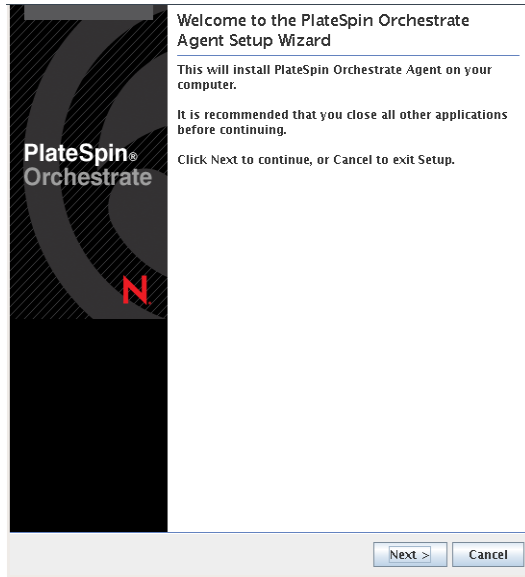 Welcome to the PlateSpin Orchestrate
Agent Setup Wizard
This will install PlateSpin Orchestrate Agent on your
computer.
It is recommended that you close all other applications
before continuing.
Click Next to continue, or Cancel to exit Setup.
PlateSpin®
Orchestrate
N
Next >
Cancel